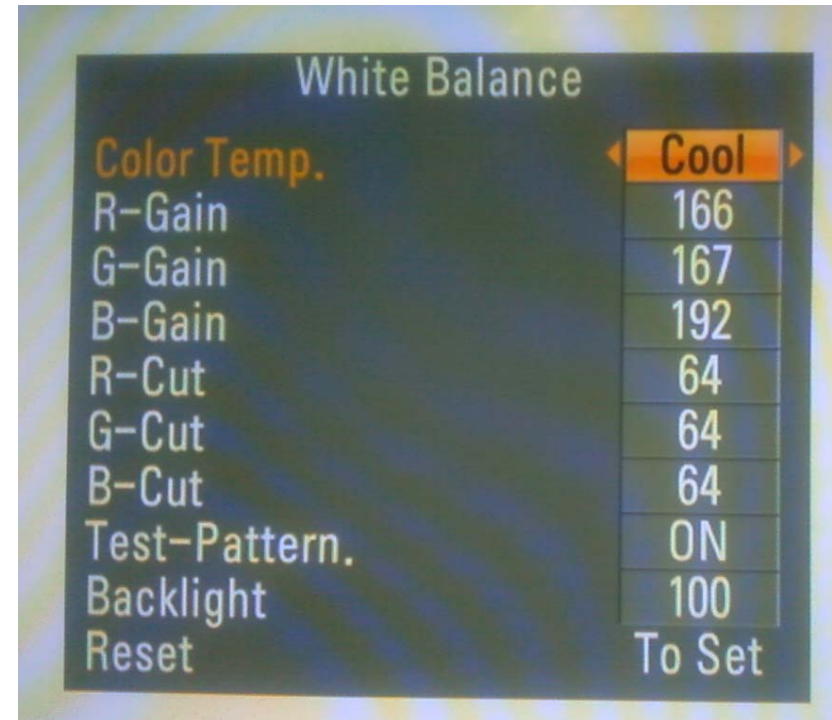 White Balance
Color Temp. Cool
R-Gain 166
G-Gain 167
B-Gain 192
R-Cut 64
G-Cut 64
B-Cut 64
Test-Pattern. ON
Backlight 100
Reset To Set